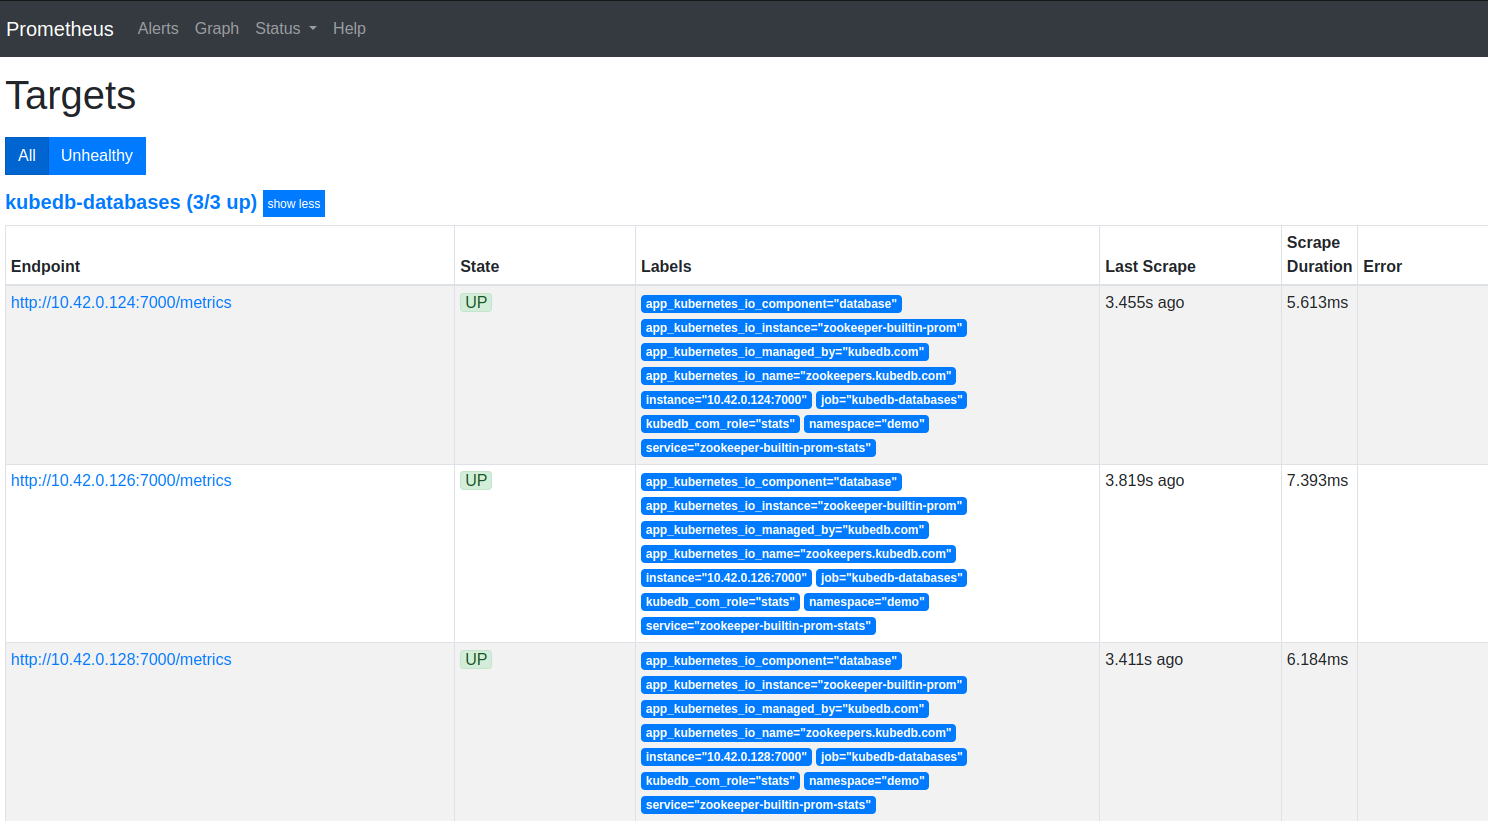 Prometheus Alerts Graph Status Help
Targets
All Unhealthy
kubedb-databases (3/3 up) show less
Endpoint State Labels Last Scrape Scrape Duration Error
http://10.42.0.124:7000/metrics UP app_kubernetes_io_component="database" 3.455s ago 5.613ms
app_kubernetes_io_instance="zookeeper-builtin-prom"
app_kubernetes_io_managed_by="kubedb.com"
app_kubernetes_io_name="zookeepers.kubedb.com"
instance="10.42.0.124:7000" job="kubedb-databases"
kubedb_com_role="stats" namespace="demo"
service="zookeeper-builtin-prom-stats"
http://10.42.0.126:7000/metrics UP app_kubernetes_io_component="database" 3.819s ago 7.393ms
app_kubernetes_io_instance="zookeeper-builtin-prom"
app_kubernetes_io_managed_by="kubedb.com"
app_kubernetes_io_name="zookeepers.kubedb.com"
instance="10.42.0.126:7000" job="kubedb-databases"
kubedb_com_role="stats" namespace="demo"
service="zookeeper-builtin-prom-stats"
http://10.42.0.128:7000/metrics UP app_kubernetes_io_component="database" 3.411s ago 6.184ms
app_kubernetes_io_instance="zookeeper-builtin-prom"
app_kubernetes_io_managed_by="kubedb.com"
app_kubernetes_io_name="zookeepers.kubedb.com"
instance="10.42.0.128:7000" job="kubedb-databases"
kubedb_com_role="stats" namespace="demo"
service="zookeeper-builtin-prom-stats"